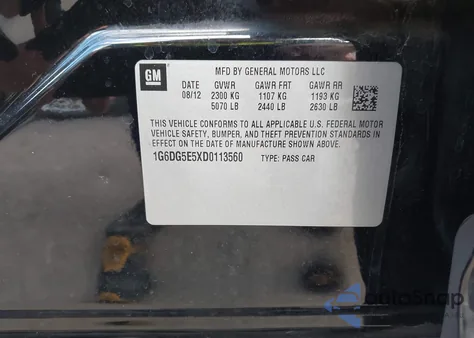 GM
MFD BY GENERAL MOTORS LLC
DATE GVWR GAWR FRT GAWR RR
08/12 2300 KG 1107 KG 1193 KG
5070 LB 2440 LB 2630 LB
THIS VEHICLE CONFORMS TO ALL APPLICABLE U.S. FEDERAL MOTOR
VEHICLE SAFETY, BUMPER, AND THEFT PREVENTION STANDARDS IN
EFFECT ON THE DATE OF MANUFACTURE SHOWN ABOVE.
1G6DG5E5XD0113560 TYPE: PASS CAR
AutoSnap